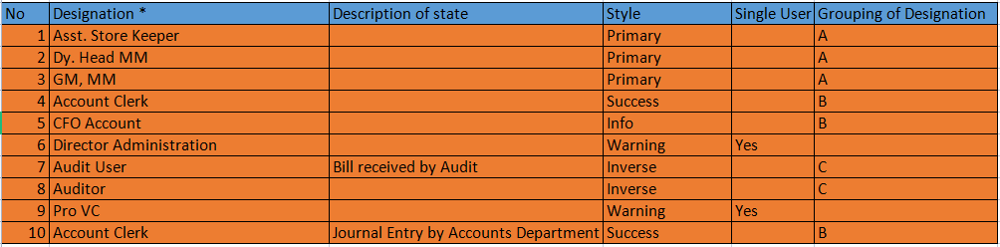 No Designation * Description of state Style Single User Grouping of Designation
1 Asst. Store Keeper Primary A
2 Dy. Head MM Primary A
3 GM, MM Primary A
4 Account Clerk Success B
5 CFO Account Info B
6 Director Administration Warning Yes
7 Audit User Bill received by Audit Inverse C
8 Auditor Inverse C
9 Pro VC Warning Yes
10 Account Clerk Journal Entry by Accounts Department Success B